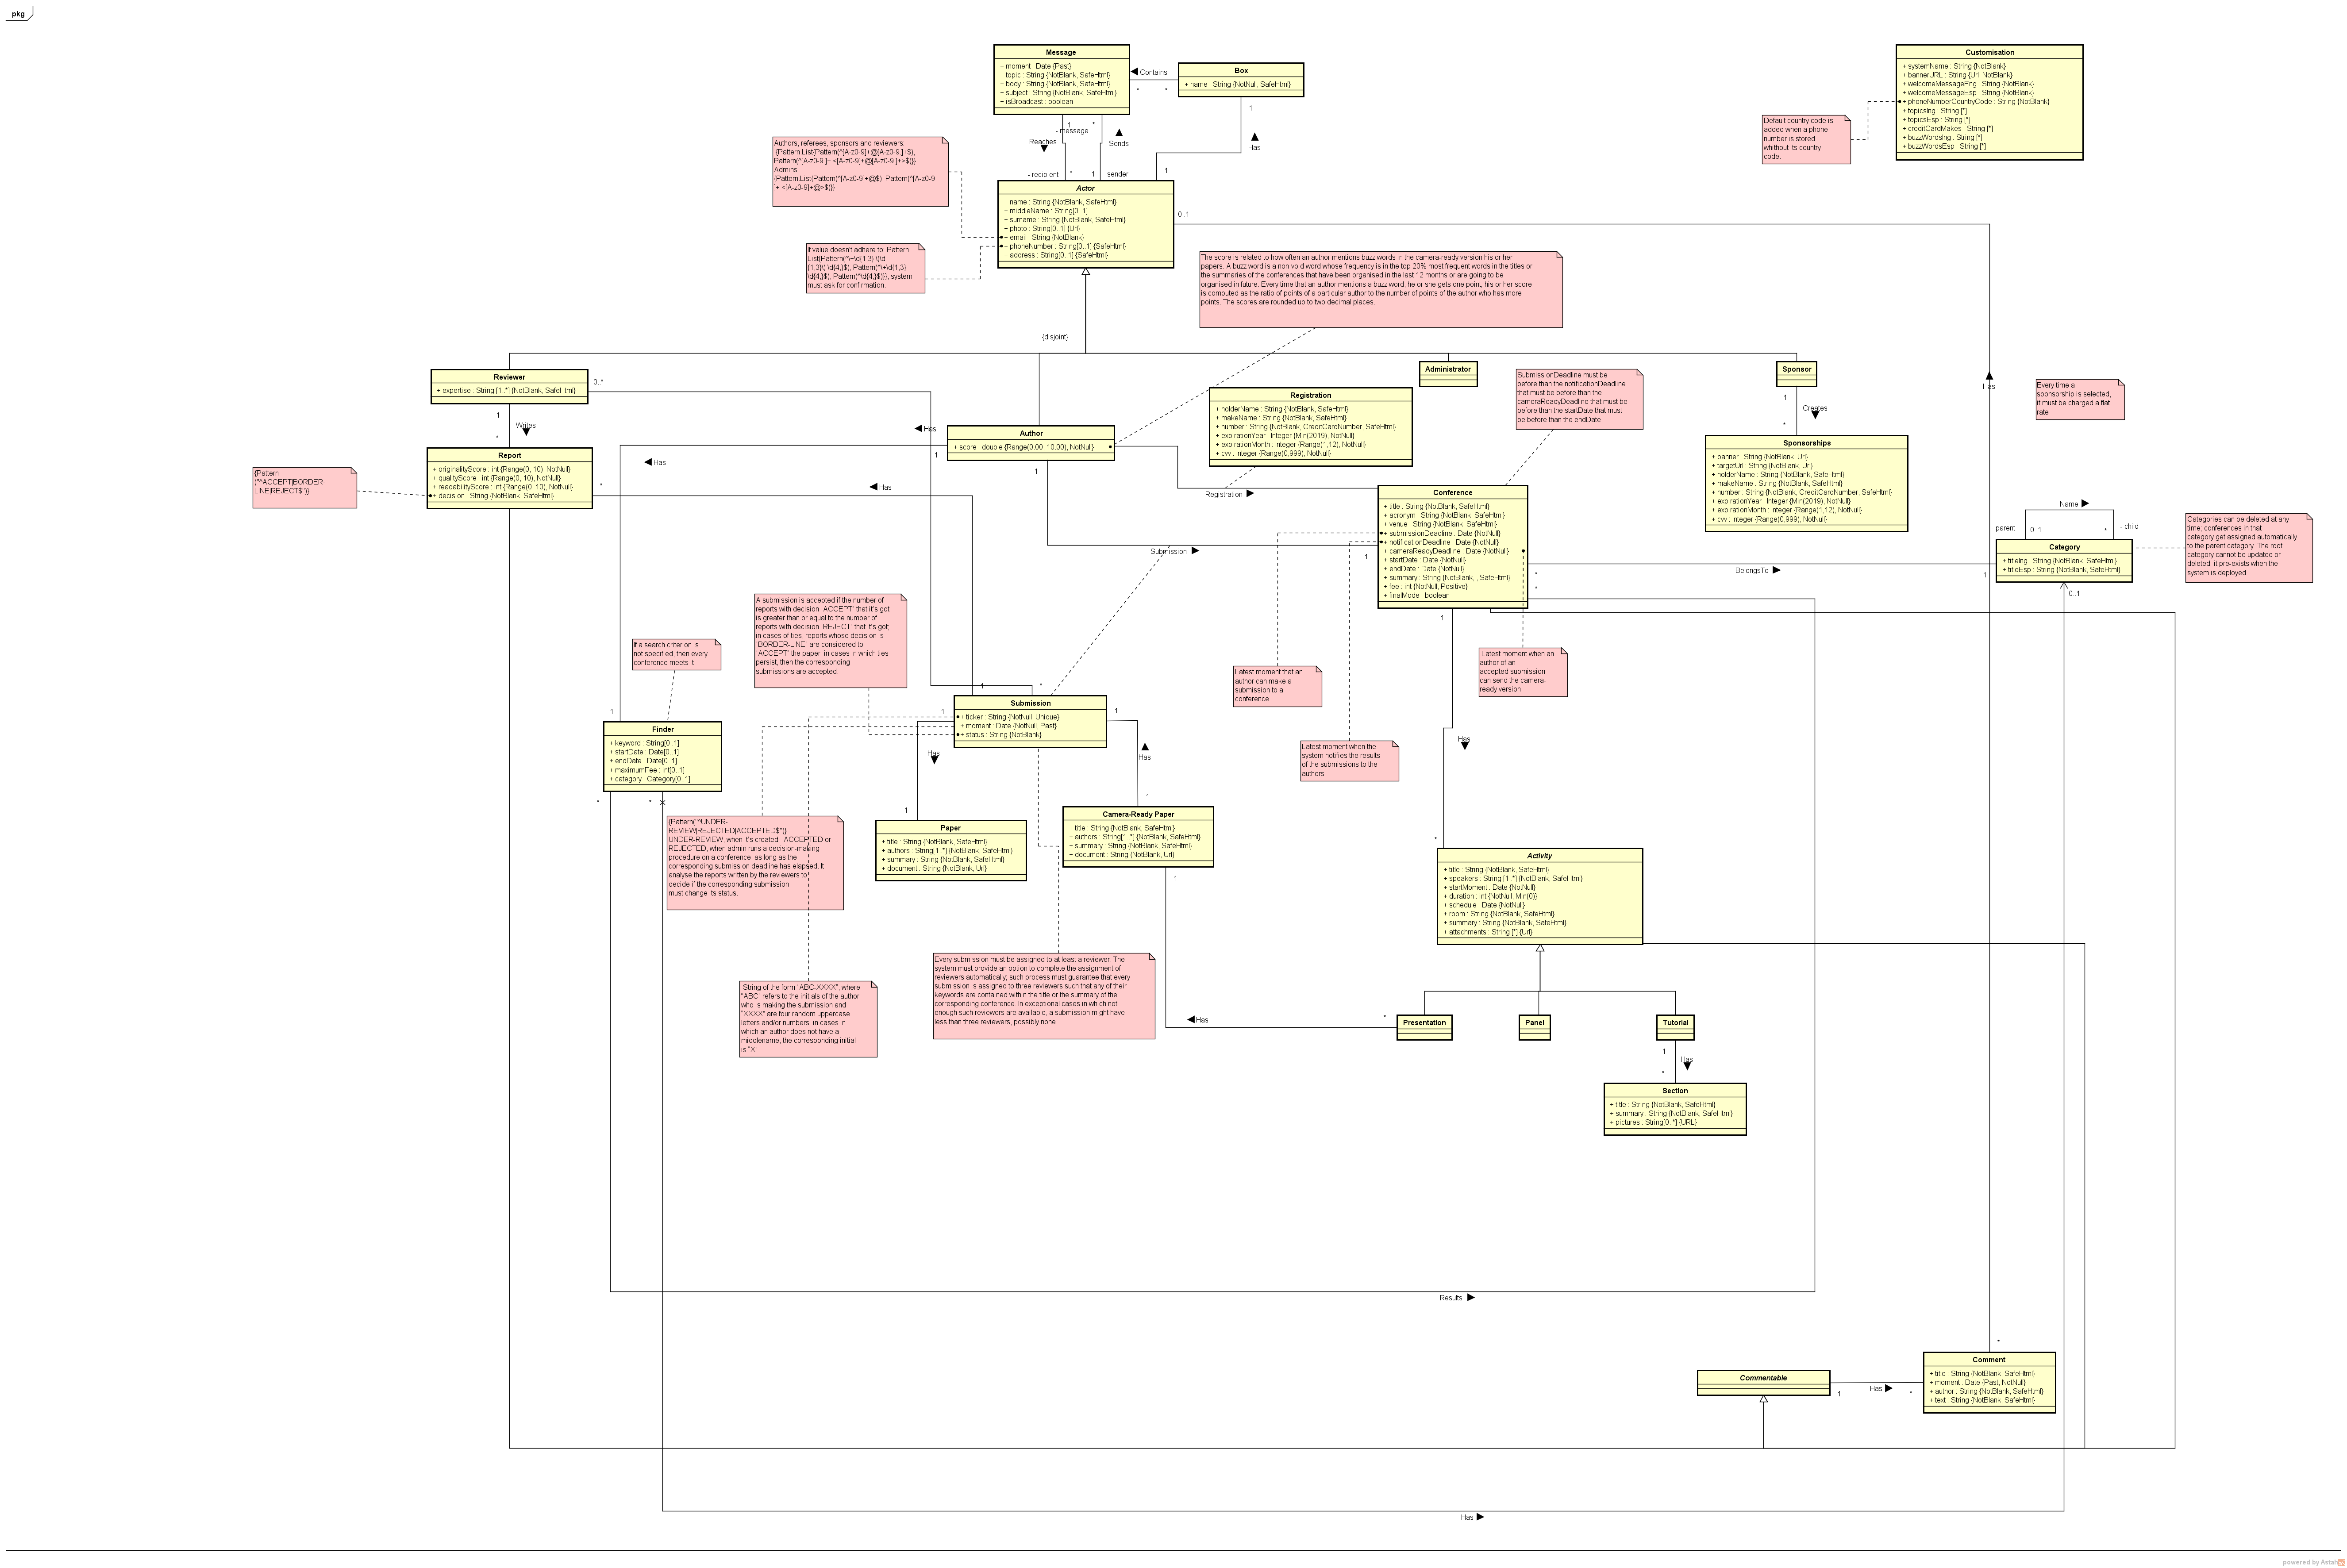 pkg
Message
+ moment : Date {Past}
+ topic : String {NotBlank, SafeHtml}
+ body : String {NotBlank, SafeHtml}
+ subject : String {NotBlank, SafeHtml}
+ isBroadcast : boolean
Contains
*
*
Box
+ name : String {NotNull, SafeHtml}
Customisation
+ systemName : String {NotBlank}
+ bannerURL : String {Url, NotBlank}
+ welcomeMessageEng : String {NotBlank}
+ welcomeMessageEsp : String {NotBlank}
+ phoneNumberCountryCode : String {NotBlank}
+ topicsIng : String [*]
+ topicsEsp : String [*]
+ creditCardMakes : String [*]
+ buzzWordsIng : String [*]
+ buzzWordsEsp : String [*]
Default country code is
added when a phone
number is stored
whithout its country
code.
1
- message
*
Reaches
Sends
1
Has
- recipient
*
1
- sender
1
Authors, referees, sponsors and reviewers:
{Pattern.List{Pattern(^[A-z0-9]+@[A-z0-9.]+$),
Pattern(^[A-z0-9 ]+ <[A-z0-9]+@[A-z0-9.]+>$)}}
Admins:
{Pattern.List{Pattern(^[A-z0-9]+@$), Pattern(^[A-z0-9
]+ <[A-z0-9]+@>$)}}
Actor
+ name : String {NotBlank, SafeHtml}
+ middleName : String[0..1]
+ surname : String {NotBlank, SafeHtml}
+ photo : String[0..1] {Url}
+ email : String {NotBlank}
+ phoneNumber : String[0..1] {SafeHtml}
+ address : String[0..1] {SafeHtml}
0..1
If value doesn't adhere to: Pattern.
List{Pattern(^\+\d{1,3} \(\d
{1,3}\) \d{4,}$), Pattern(^\+\d{1,3}
\d{4,}$), Pattern(^\d{4,}$)}}, system
must ask for confirmation.
The score is related to how often an author mentions buzz words in the camera-ready version his or her
papers. A buzz word is a non-void word whose frequency is in the top 20% most frequent words in the titles or
the summaries of the conferences that have been organised in the last 12 months or are going to be
organised in future. Every time that an author mentions a buzz word, he or she gets one point; his or her score
is computed as the ratio of points of a particular author to the number of points of the author who has more
points. The scores are rounded up to two decimal places.
{disjoint}
Reviewer
+ expertise : String [1..*] {NotBlank, SafeHtml}
0..*
1
Writes
*
Administrator
Sponsor
1
Creates
*
Has
Every time a
sponsorship is selected,
it must be charged a flat
rate
SubmissionDeadline must be
before than the notificationDeadline
that must be before than the
cameraReadyDeadline that must be
before than the startDate that must
be before than the endDate
Registration
+ holderName : String {NotBlank, SafeHtml}
+ makeName : String {NotBlank, SafeHtml}
+ number : String {NotBlank, CreditCardNumber, SafeHtml}
+ expirationYear : Integer {Min(2019), NotNull}
+ expirationMonth : Integer {Range(1,12), NotNull}
+ cvv : Integer {Range(0,999), NotNull}
Author
+ score : double {Range(0.00, 10.00), NotNull}
Has
1
Has
1
Has
*
Report
+ originalityScore : int {Range(0, 10), NotNull}
+ qualityScore : int {Range(0, 10), NotNull}
+ readabilityScore : int {Range(0, 10), NotNull}
+ decision : String {NotBlank, SafeHtml}
{Pattern
("^ACCEPT|BORDER-
LINE|REJECT$")}
Registration
Submission
1
Sponsorships
+ banner : String {NotBlank, Url}
+ targetUrl : String {NotBlank, Url}
+ holderName : String {NotBlank, SafeHtml}
+ makeName : String {NotBlank, SafeHtml}
+ number : String {NotBlank, CreditCardNumber, SafeHtml}
+ expirationYear : Integer {Min(2019), NotNull}
+ expirationMonth : Integer {Range(1,12), NotNull}
+ cvv : Integer {Range(0,999), NotNull}
Conference
+ title : String {NotBlank, SafeHtml}
+ acronym : String {NotBlank, SafeHtml}
+ venue : String {NotBlank, SafeHtml}
+ submissionDeadline : Date {NotNull}
+ notificationDeadline : Date {NotNull}
+ cameraReadyDeadline : Date {NotNull}
+ startDate : Date {NotNull}
+ endDate : Date {NotNull}
+ summary : String {NotBlank, , SafeHtml}
+ fee : int {NotNull, Positive}
+ finalMode : boolean
*
*
1
BelongsTo
1
Name
- parent
0..1
*
- child
Category
+ titleIng : String {NotBlank, SafeHtml}
+ titleEsp : String {NotBlank, SafeHtml}
0..1
Categories can be deleted at any
time; conferences in that
category get assigned automatically
to the parent category. The root
category cannot be updated or
deleted, it pre-exists when the
system is deployed.
A submission is accepted if the number of
reports with decision "ACCEPT" that it's got
is greater than or equal to the number of
reports with decision "REJECT" that it's got;
in cases of ties, reports whose decision is
"BORDER-LINE" are considered to
"ACCEPT" the paper; in cases in which ties
persist, then the corresponding
submissions are accepted.
If a search criterion is
not specified, then every
conference meets it
Latest moment that an
author can make a
submission to a
conference
Latest moment when an
author of an
accepted submission
can send the camera-
ready version
Latest moment when the
system notifies the results
of the submissions to the
authors
1
*
1
1
Submission
+ ticker : String {NotNull, Unique}
+ moment : Date {NotNull, Past}
+ status : String {NotBlank}
1
Finder
+ keyword : String[0..1]
+ startDate : Date[0..1]
+ endDate : Date[0..1]
+ maximumFee : int[0..1]
+ category : Category[0..1]
*
*
Has
1
Has
1
Has
*
{Pattern("^UNDER-
REVIEW|REJECTED|ACCEPTED$")}
UNDER-REVIEW, when it's created;  ACCEPTED or
REJECTED, when admin runs a decision-making
procedure on a conference, as long as the
corresponding submission deadline has elapsed. It
analyse the reports written by the reviewers to
decide if the corresponding submission
must change its status.
Paper
+ title : String {NotBlank, SafeHtml}
+ authors : String[1..*] {NotBlank, SafeHtml}
+ summary : String {NotBlank, SafeHtml}
+ document : String {NotBlank, Url}
Camera-Ready Paper
+ title : String {NotBlank, SafeHtml}
+ authors : String[1..*] {NotBlank, SafeHtml}
+ summary : String {NotBlank, SafeHtml}
+ document : String {NotBlank, Url}
1
Activity
+ title : String {NotBlank, SafeHtml}
+ speakers : String [1..*] {NotBlank, SafeHtml}
+ startMoment : Date {NotNull}
+ duration : int {NotNull, Min(0)}
+ schedule : Date {NotNull}
+ room : String {NotBlank, SafeHtml}
+ summary : String {NotBlank, SafeHtml}
+ attachments : String [*] {Url}
String of the form "ABC-XXXX", where
"ABC" refers to the initials of the author
who is making the submission and
"XXXX" are four random uppercase
letters and/or numbers; in cases in
which an author does not have a
middlename, the corresponding initial
is "X"
Every submission must be assigned to at least a reviewer. The
system must provide an option to complete the assignment of
reviewers automatically; such process must guarantee that every
submission is assigned to three reviewers such that any of their
keywords are contained within the title or the summary of the
corresponding conference. In exceptional cases in which not
enough such reviewers are available, a submission might have
less than three reviewers, possibly none.
Has
*
Presentation
Panel
Tutorial
1
Has
*
Section
+ title : String {NotBlank, SafeHtml}
+ summary : String {NotBlank, SafeHtml}
+ pictures : String[0..*] {URL}
Results
*
Commentable
1
Has
*
Comment
+ title : String {NotBlank, SafeHtml}
+ moment : Date {Past, NotNull}
+ author : String {NotBlank, SafeHtml}
+ text : String {NotBlank, SafeHtml}
Has
powered by Astah